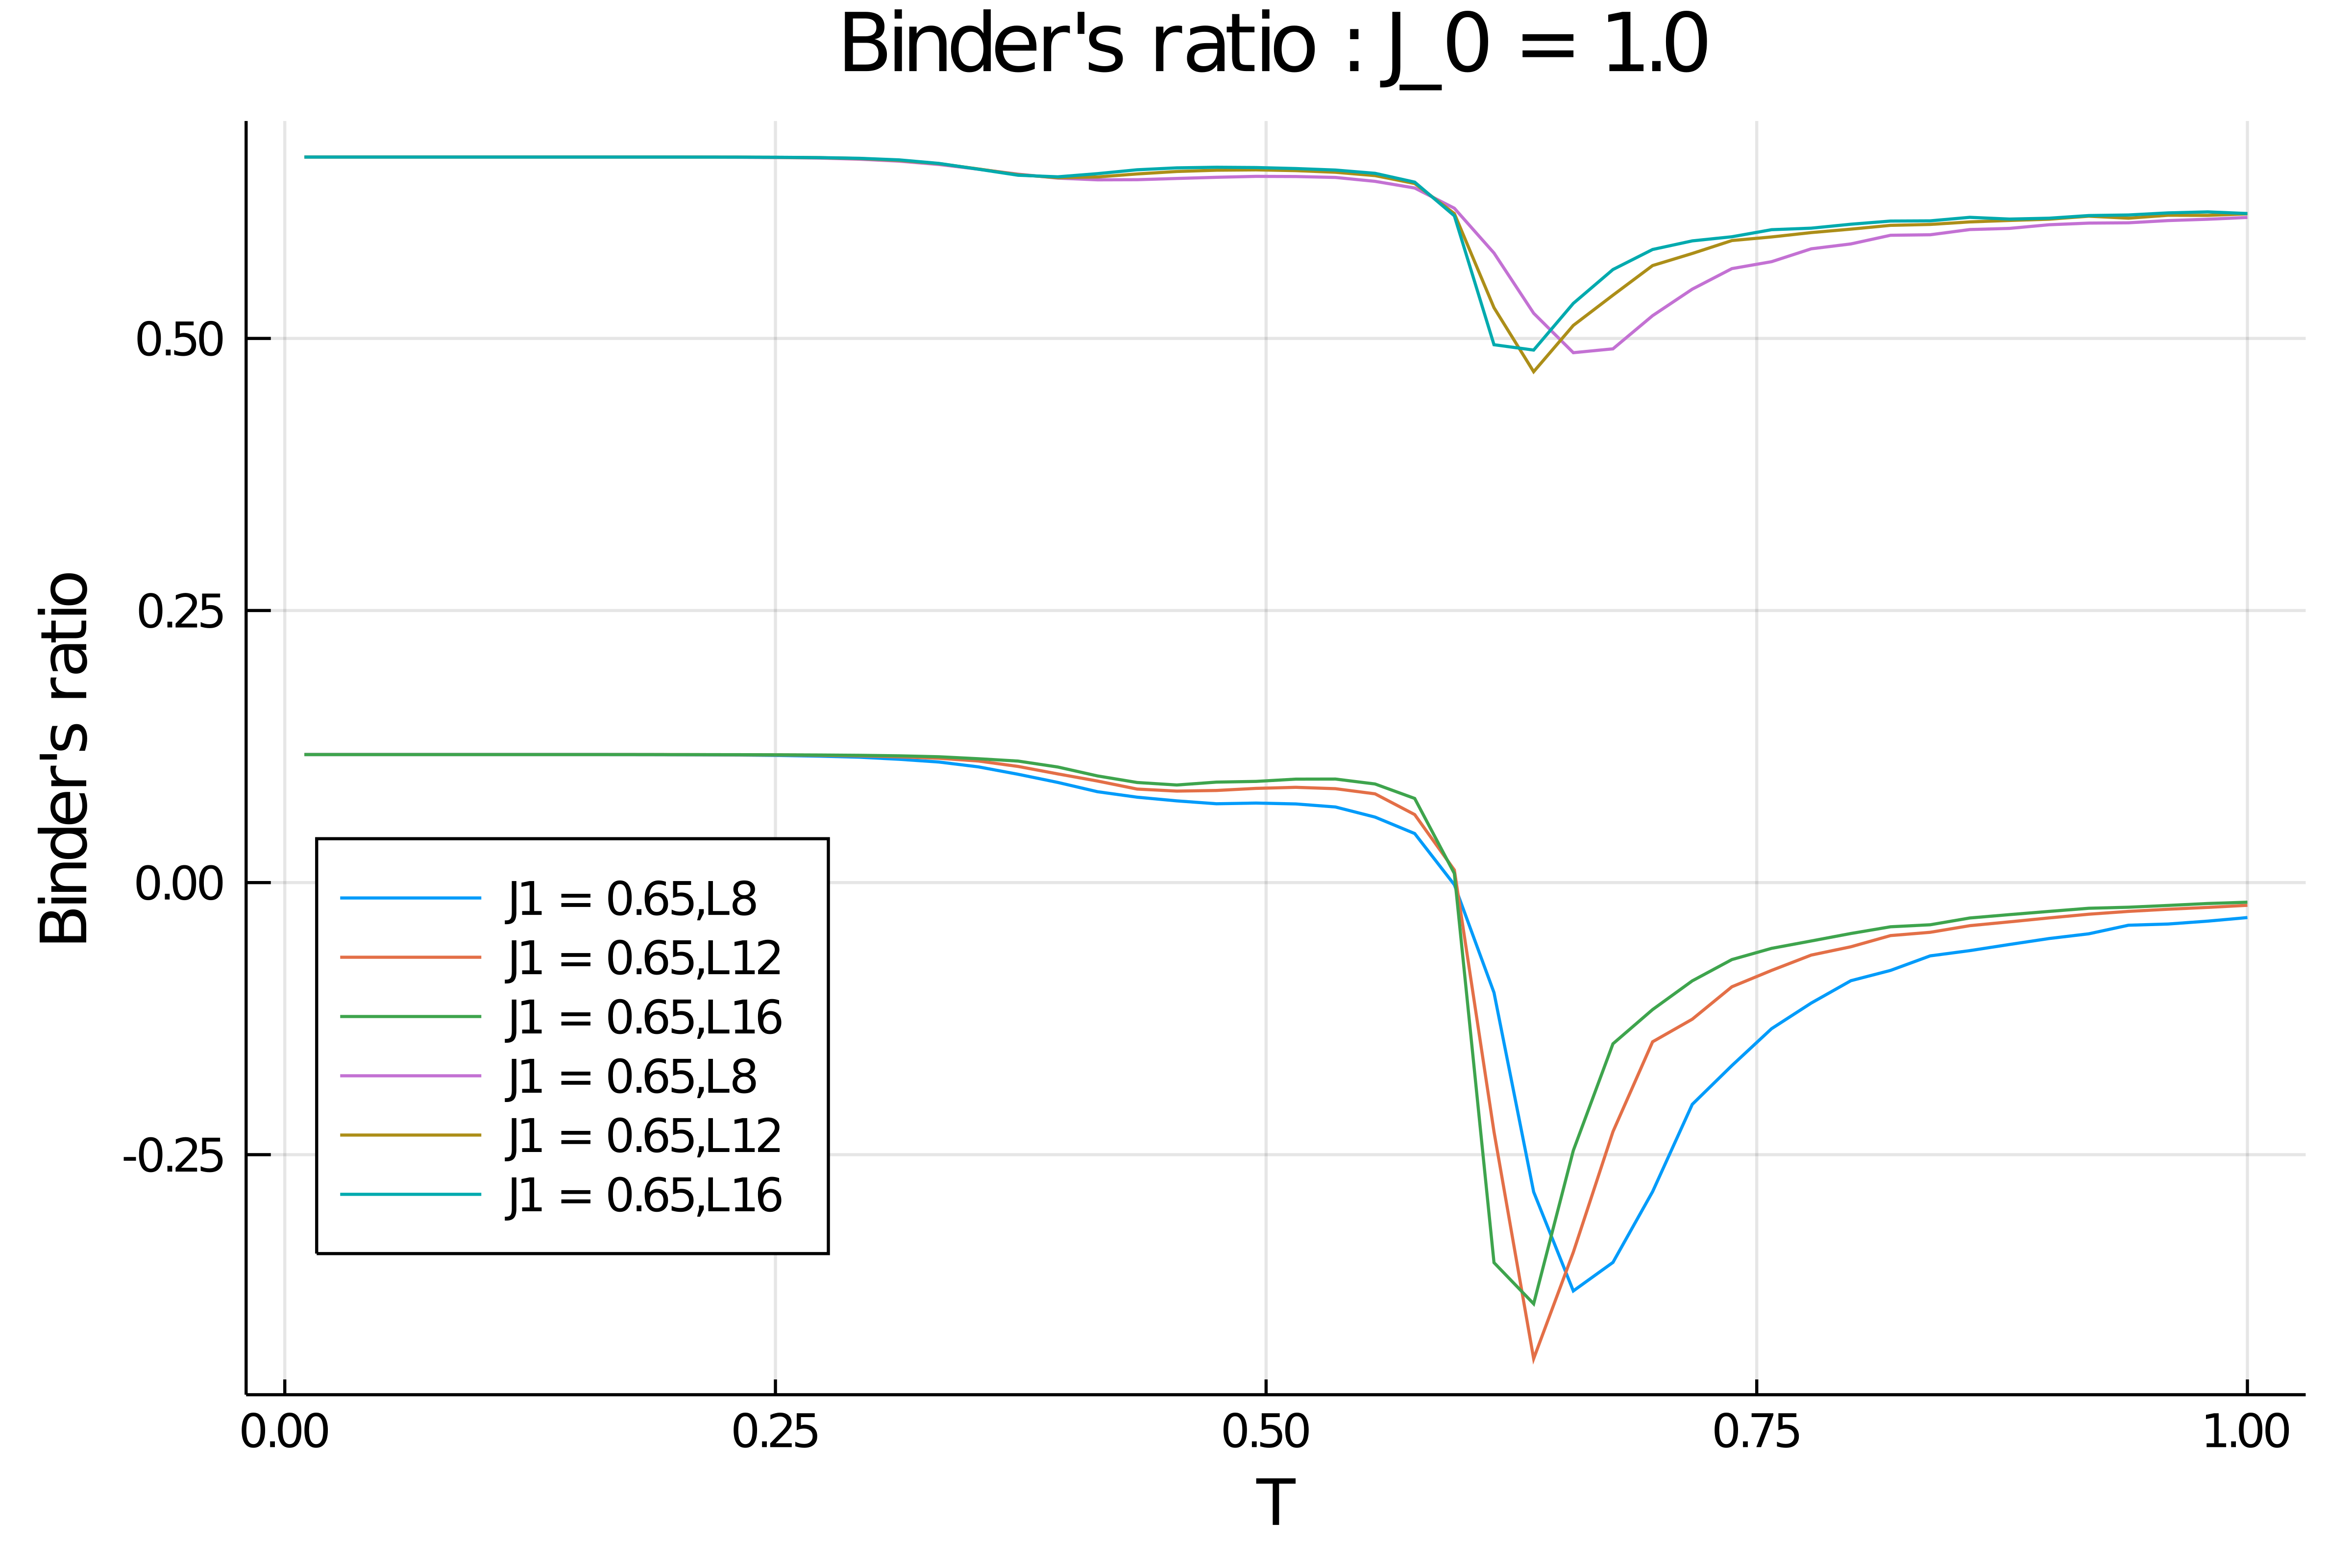 Binder's ratio : J_0 = 1.0
Binder's ratio
0.50
0.25
0.00
-0.25
J1 = 0.65,L8
J1 = 0.65,L12
J1 = 0.65,L16
J1 = 0.65,L8
J1 = 0.65,L12
J1 = 0.65,L16
0.00 0.25 0.50 0.75 1.00
T